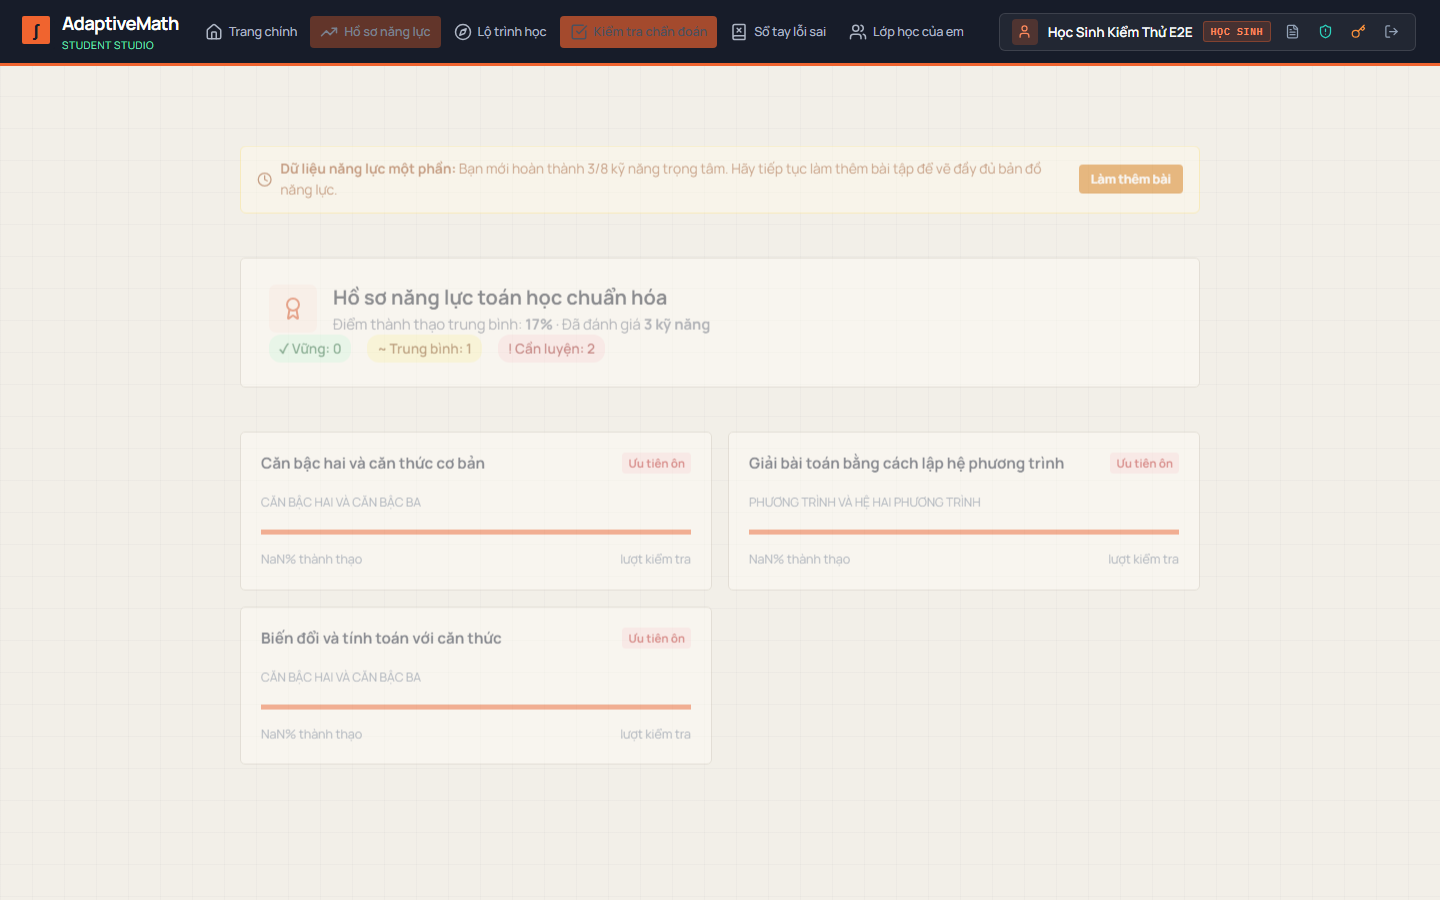 ∫
AdaptiveMath
STUDENT STUDIO
Trang chính
Hồ sơ năng lực
Lộ trình học
Kiểm tra chẩn đoán
Sổ tay lỗi sai
Lớp học của em
Học Sinh Kiểm Thử E2E
HỌC SINH
Dữ liệu năng lực một phần: Bạn mới hoàn thành 3/8 kỹ năng trọng tâm. Hãy tiếp tục làm thêm bài tập để vẽ đầy đủ bản đồ
năng lực.
Làm thêm bài
Hồ sơ năng lực toán học chuẩn hóa
Điểm thành thạo trung bình: 17% · Đã đánh giá 3 kỹ năng
✓ Vững: 0
~ Trung bình: 1
! Cần luyện: 2
Căn bậc hai và căn thức cơ bản
Ưu tiên ôn
CĂN BẬC HAI VÀ CĂN BẬC BA
NaN% thành thạo
lượt kiểm tra
Giải bài toán bằng cách lập hệ phương trình
Ưu tiên ôn
PHƯƠNG TRÌNH VÀ HỆ HAI PHƯƠNG TRÌNH
NaN% thành thạo
lượt kiểm tra
Biến đổi và tính toán với căn thức
Ưu tiên ôn
CĂN BẬC HAI VÀ CĂN BẬC BA
NaN% thành thạo
lượt kiểm tra